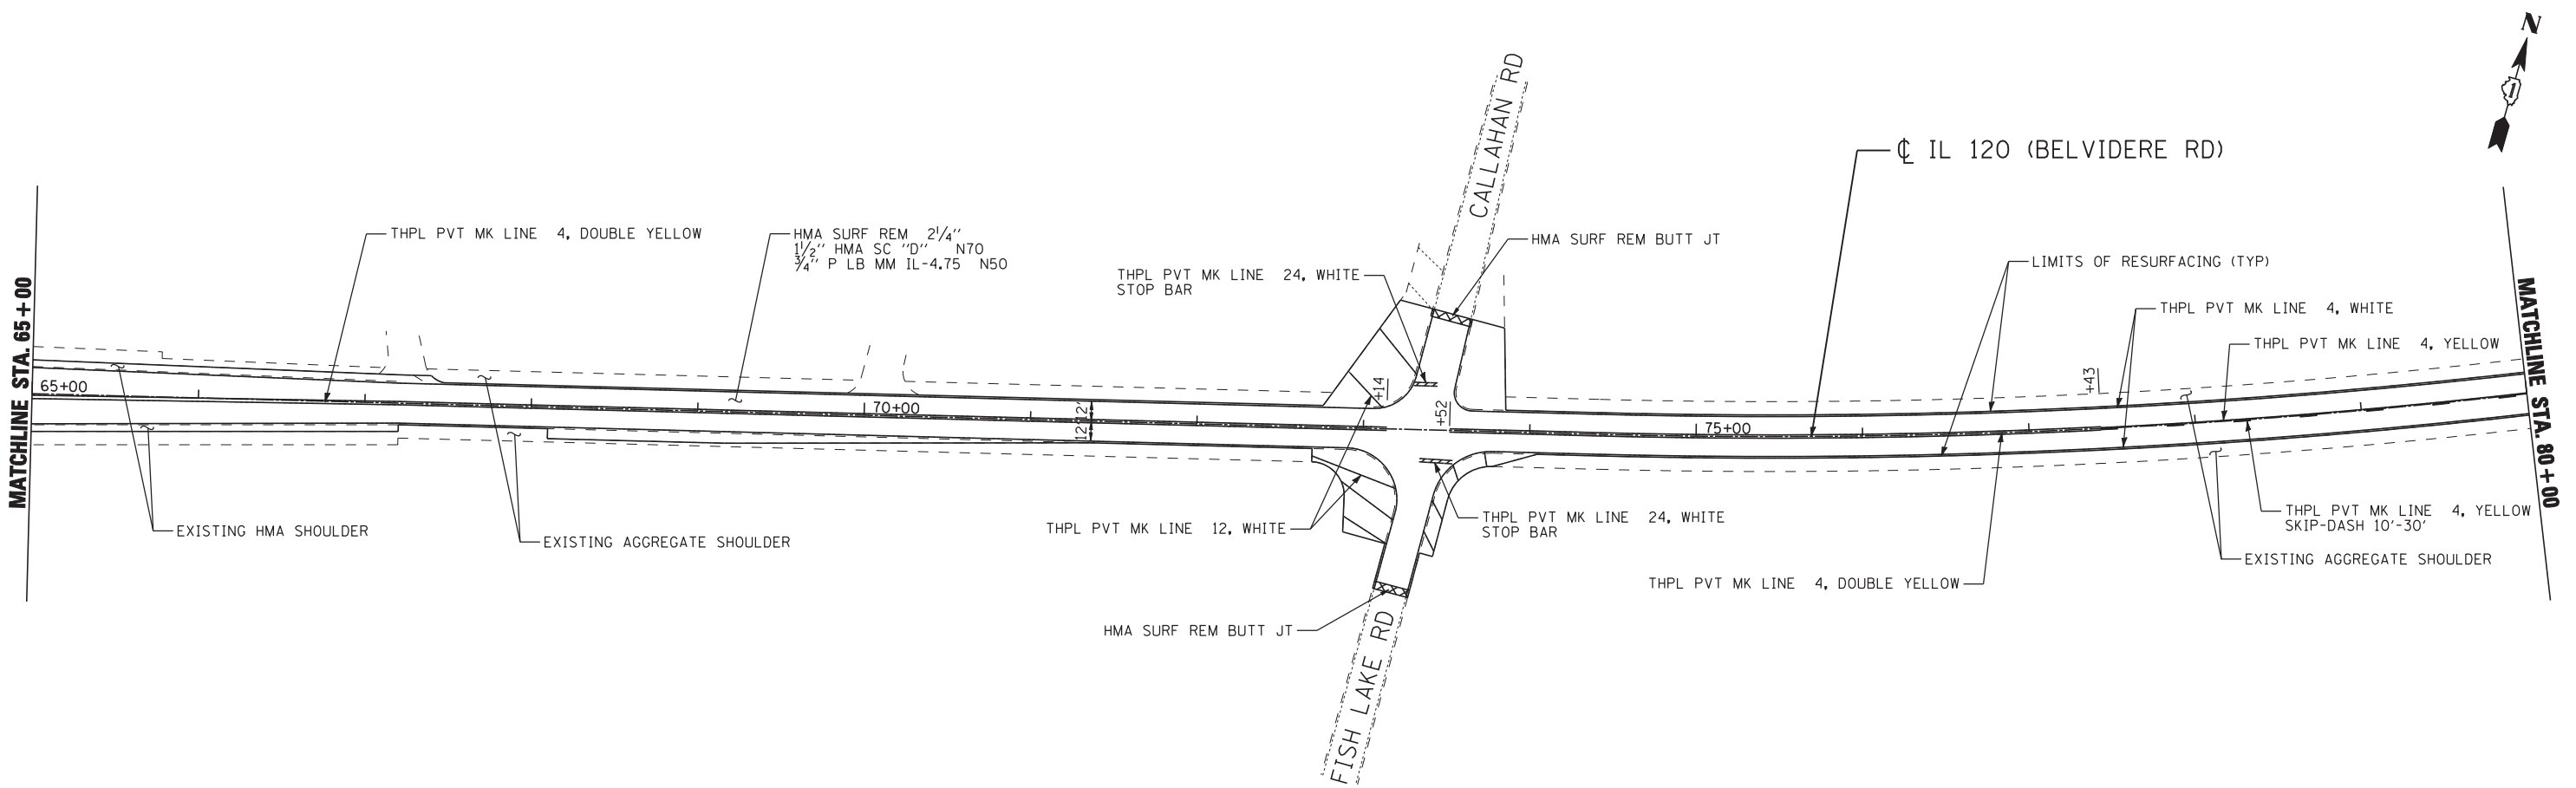 N
1
CALLAHAN RD
℄ IL 120 (BELVIDERE RD)
THPL PVT MK LINE 4, DOUBLE YELLOW
HMA SURF REM 2 1/4"
1 1/2" HMA SC "D" N70
3/4" P LB MM IL-4.75 N50
HMA SURF REM BUTT JT
THPL PVT MK LINE 24, WHITE
STOP BAR
LIMITS OF RESURFACING (TYP)
THPL PVT MK LINE 4, WHITE
THPL PVT MK LINE 4, YELLOW
MATCHLINE STA. 65+00
65+00
70+00
12'
12'
+14
+52
75+00
+43
MATCHLINE STA. 80+00
EXISTING HMA SHOULDER
EXISTING AGGREGATE SHOULDER
THPL PVT MK LINE 12, WHITE
THPL PVT MK LINE 24, WHITE
STOP BAR
THPL PVT MK LINE 4, YELLOW
SKIP-DASH 10'-30'
EXISTING AGGREGATE SHOULDER
THPL PVT MK LINE 4, DOUBLE YELLOW
HMA SURF REM BUTT JT
FISH LAKE RD